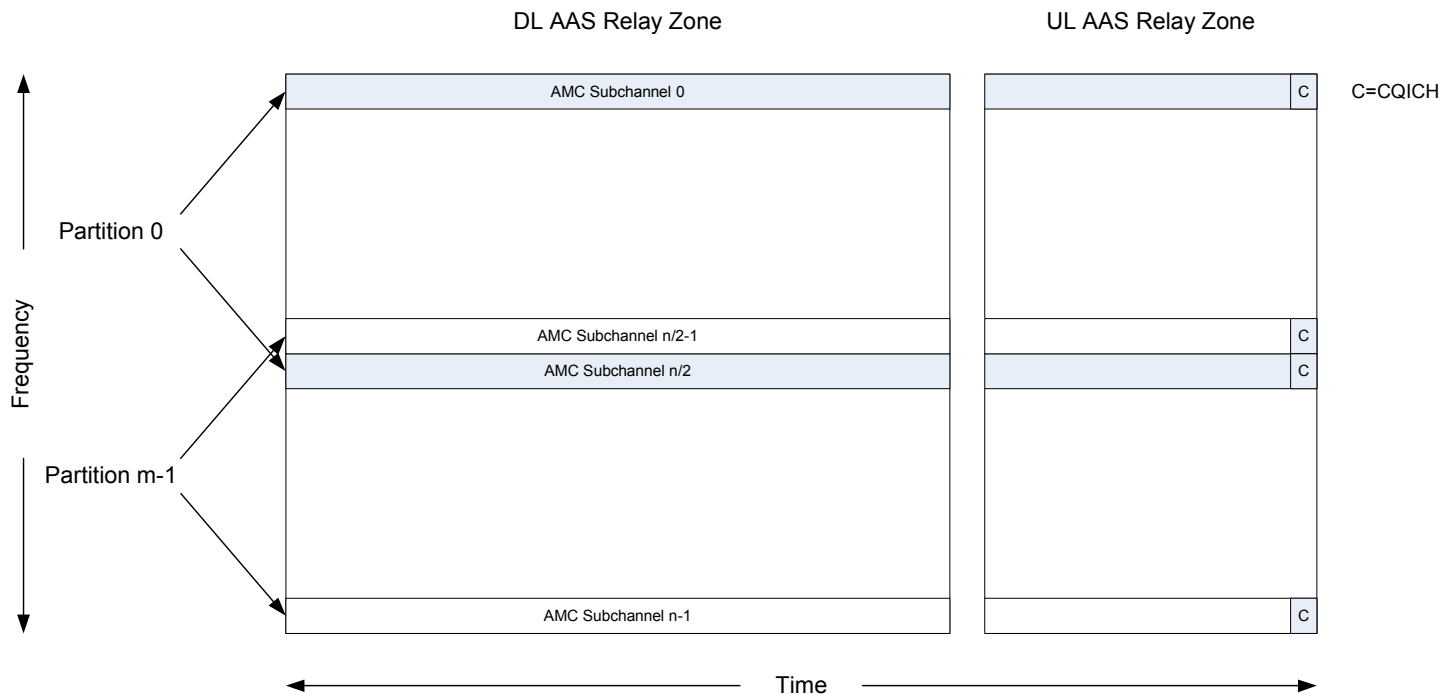 DL AAS Relay Zone
UL AAS Relay Zone
AMC Subchannel 0
C
C=CQICH
Partition 0
Frequency
AMC Subchannel n/2-1
C
AMC Subchannel n/2
C
Partition m-1
AMC Subchannel n-1
C
Time